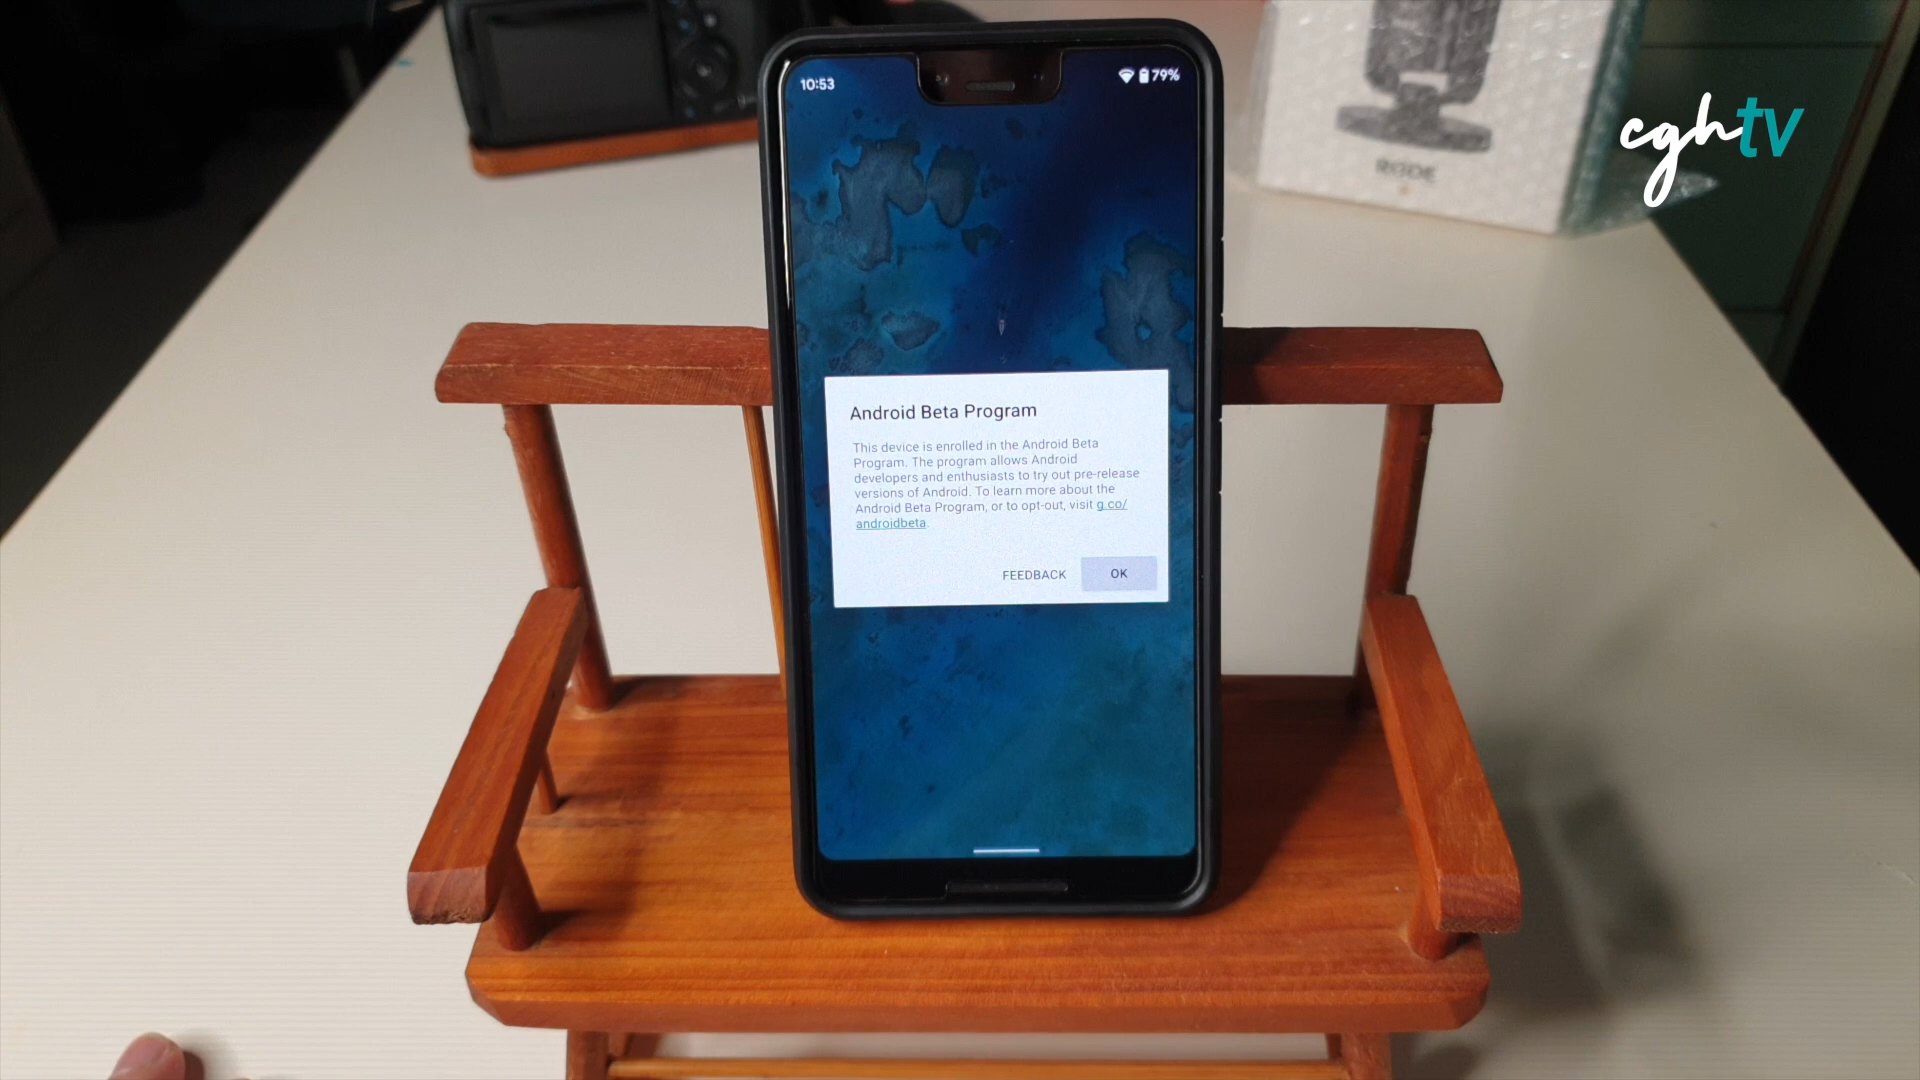 10:53
79%
cghtv
RODE
Android Beta Program
This device is enrolled in the Android Beta
Program. The program allows Android
developers and enthusiasts to try out pre-release
versions of Android. To learn more about the
Android Beta Program, or to opt-out, visit g.co/
androidbeta.
FEEDBACK
OK